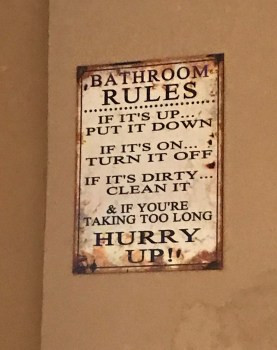 BATHROOM
RULES
IF IT'S UP...
PUT IT DOWN
IF IT'S ON...
TURN IT OFF
IF IT'S DIRTY...
CLEAN IT
& IF YOU'RE
TAKING TOO LONG
HURRY
UP!